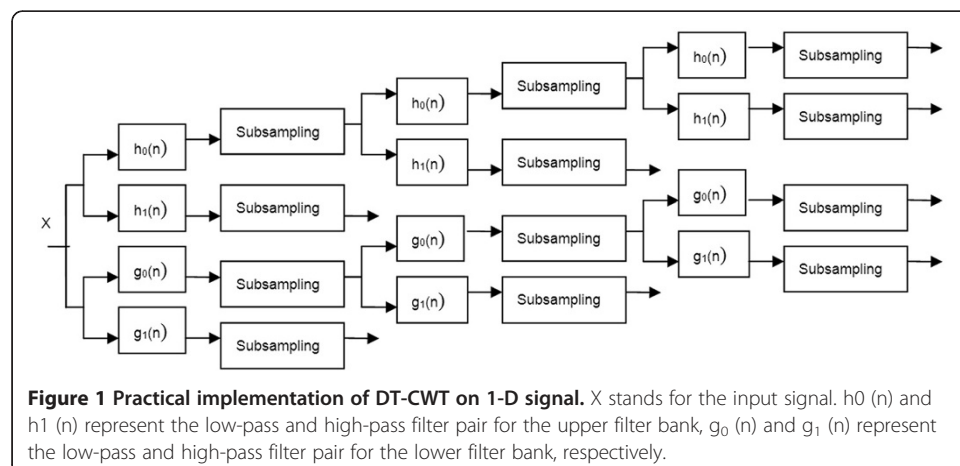 h₀(n)
Subsampling
h₀(n)
Subsampling
h₁(n)
Subsampling
h₀(n)
Subsampling
h₁(n)
Subsampling
X
h₁(n)
Subsampling
g₀(n)
Subsampling
g₀(n)
Subsampling
g₀(n)
Subsampling
g₁(n)
Subsampling
g₁(n)
Subsampling
g₁(n)
Subsampling
Figure 1 Practical implementation of DT-CWT on 1-D signal. X stands for the input signal. h0 (n) and
h1 (n) represent the low-pass and high-pass filter pair for the upper filter bank, g₀ (n) and g₁ (n) represent
the low-pass and high-pass filter pair for the lower filter bank, respectively.